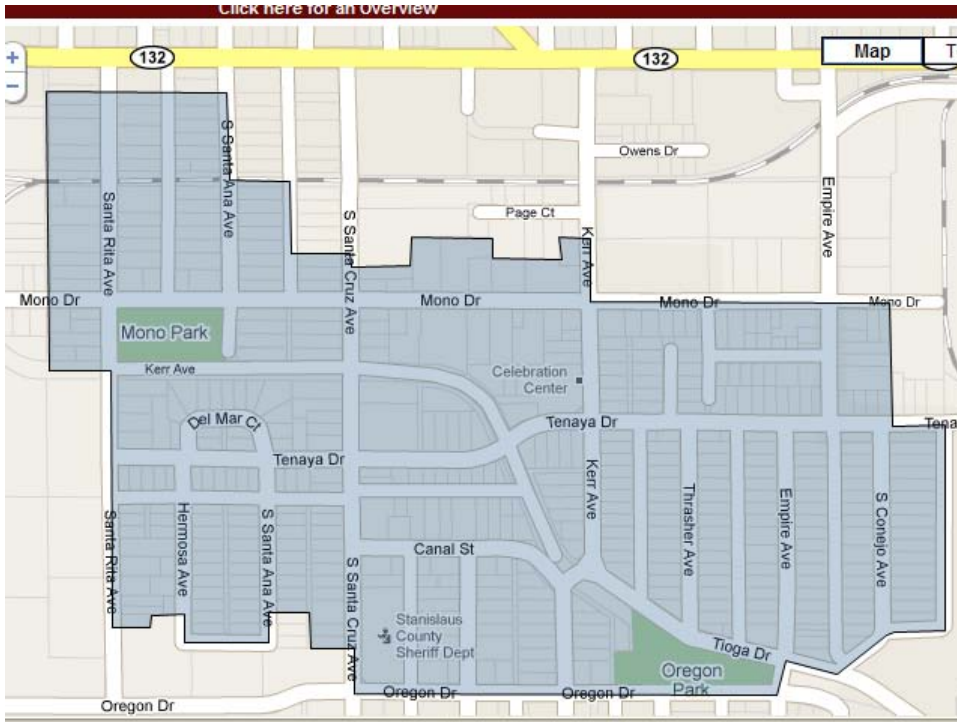 Click here for an Overview
+
−
132
132
Map
T
Owens Dr
S Santa Ana Ave
Santa Rita Ave
Page Ct
S Santa Cruz Ave
Kerr Ave
Empire Ave
Mono Dr
Mono Dr
Mono Dr
Mono Dr
Mono Park
Kerr Ave
Celebration
Center
Del Mar Ct
Tenaya Dr
Tena
Tenaya Dr
Kerr Ave
Thrasher Ave
Empire Ave
S Conejo Ave
Santa Rita Ave
Hermosa Ave
S Santa Ana Ave
Canal St
S Santa Cruz Ave
Stanislaus
County
Sheriff Dept
Tioga Dr
Oregon
Park
Oregon Dr
Oregon Dr
Oregon Dr